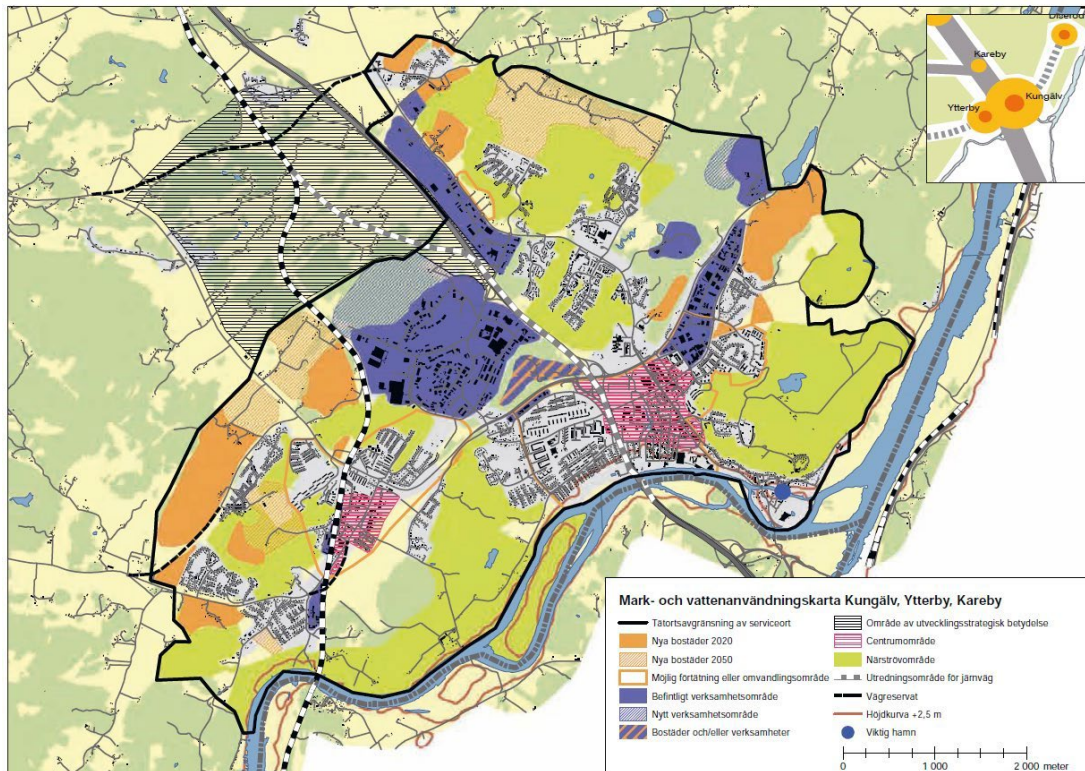 Diseröd
Kareby
Kungälv
Ytterby
Mark- och vattenanvändningskarta Kungälv, Ytterby, Kareby
Tätortsavgränsning av serviceort
Nya bostäder 2020
Nya bostäder 2050
Möjlig förtätning eller omvandlingsområde
Befintligt verksamhetsområde
Nytt verksamhetsområde
Bostäder och/eller verksamheter
Område av utvecklingsstrategisk betydelse
Centrumområde
Närströvområde
Utredningsområde för järnväg
Vägreservat
Höjdkurva +2,5 m
Viktig hamn
0 1 000 2 000 meter